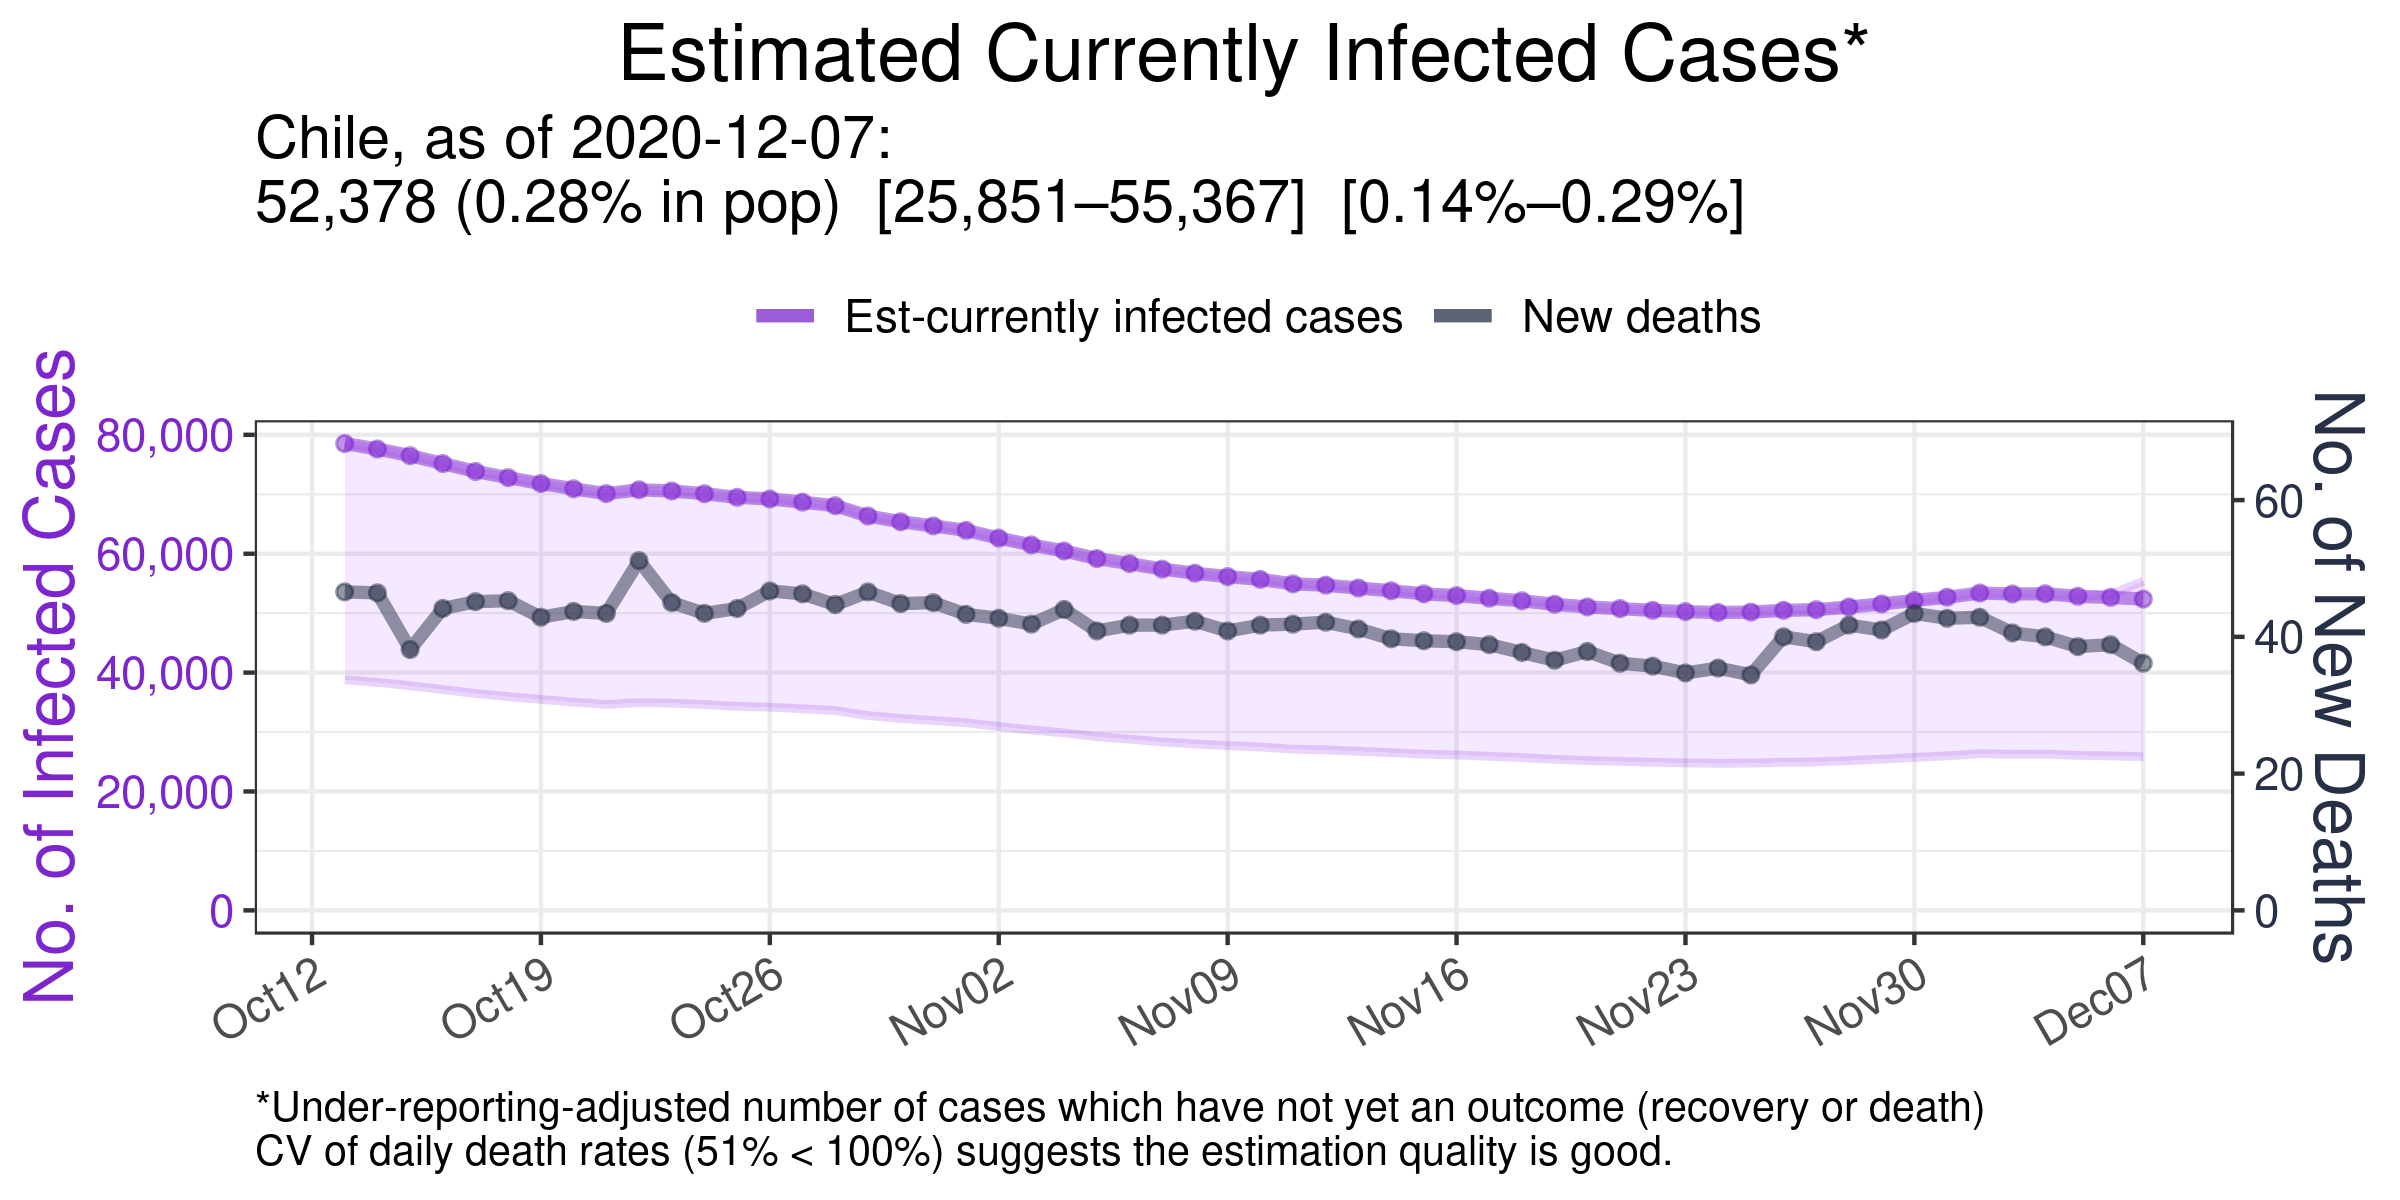 Estimated Currently Infected Cases*
Chile, as of 2020-12-07:
52,378 (0.28% in pop)  [25,851–55,367]  [0.14%–0.29%]
Est-currently infected cases
New deaths
No. of Infected Cases
80,000
60,000
40,000
20,000
0
60
40
20
0
No. of New Deaths
Oct12
Oct19
Oct26
Nov02
Nov09
Nov16
Nov23
Nov30
Dec07
*Under-reporting-adjusted number of cases which have not yet an outcome (recovery or death)
CV of daily death rates (51% < 100%) suggests the estimation quality is good.